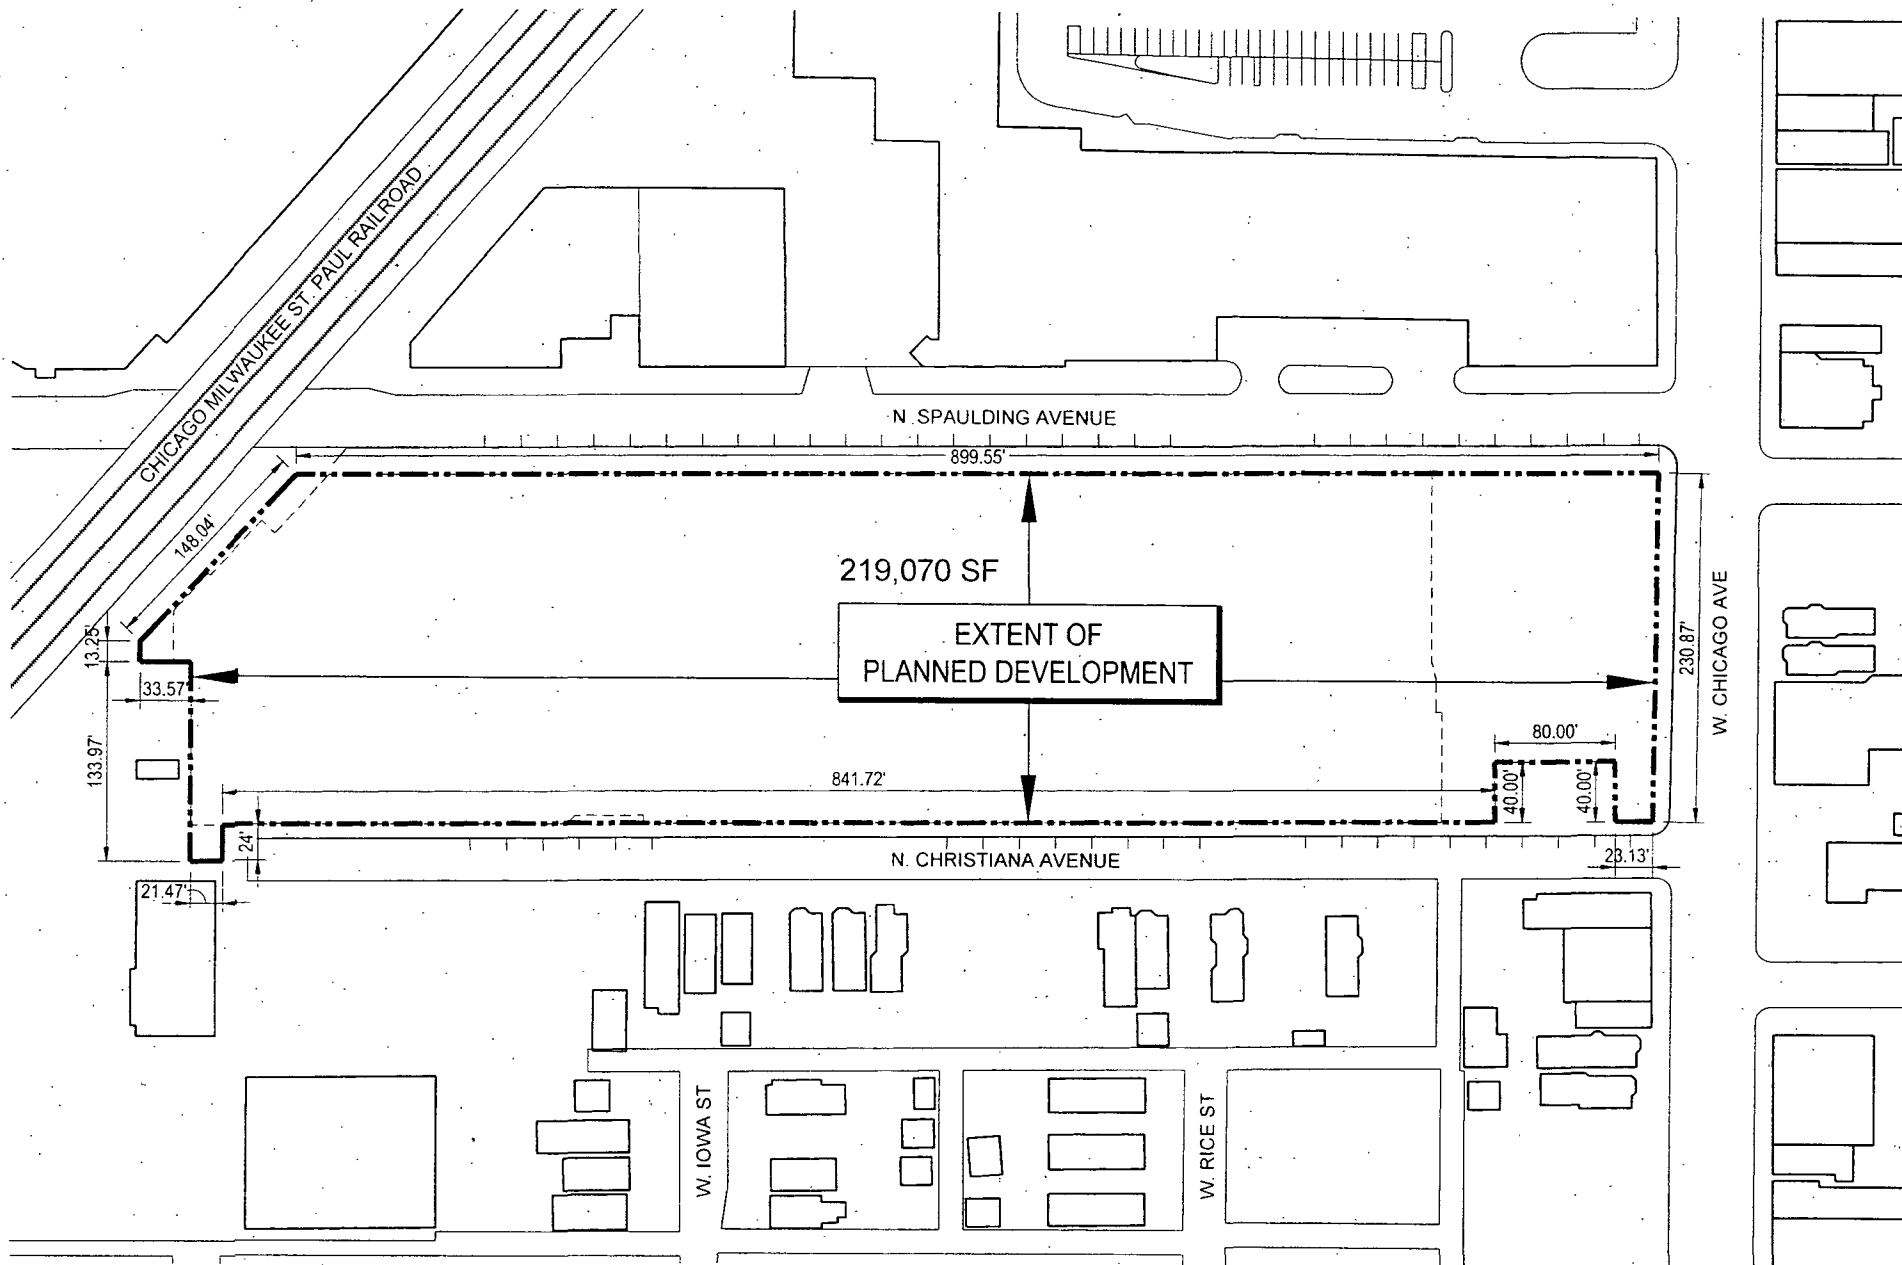 CHICAGO MILWAUKEE ST. PAUL RAILROAD
N. SPAULDING AVENUE
899.55'
148.04'
219,070 SF
EXTENT OF
PLANNED DEVELOPMENT
13.25'
33.57'
133.97'
230.87'
W. CHICAGO AVE
80.00'
841.72'
40.00'
40.00'
24'
N. CHRISTIANA AVENUE
23.13'
21.47'
W. IOWA ST
W. RICE ST